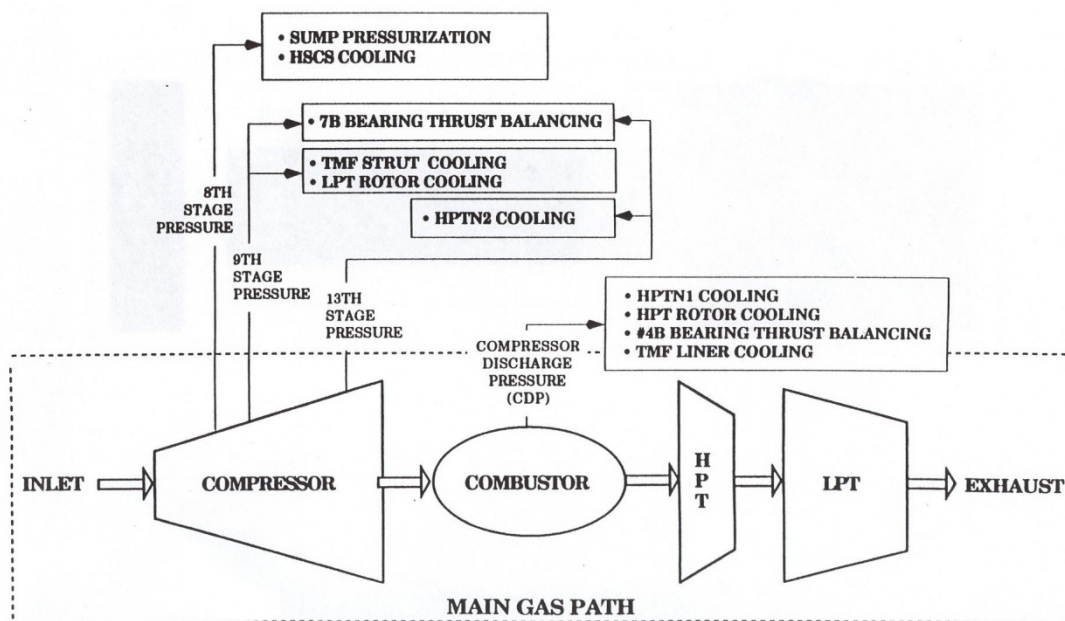 • SUMP PRESSURIZATION
• HSCS COOLING
• 7B BEARING THRUST BALANCING
• TMF STRUT COOLING
• LPT ROTOR COOLING
• HPTN2 COOLING
8TH
STAGE
PRESSURE
9TH
STAGE
PRESSURE
13TH
STAGE
PRESSURE
• HPTN1 COOLING
• HPT ROTOR COOLING
• #4B BEARING THRUST BALANCING
• TMF LINER COOLING
COMPRESSOR
DISCHARGE
PRESSURE
(CDP)
INLET
COMPRESSOR
COMBUSTOR
H
P
T
LPT
EXHAUST
MAIN GAS PATH